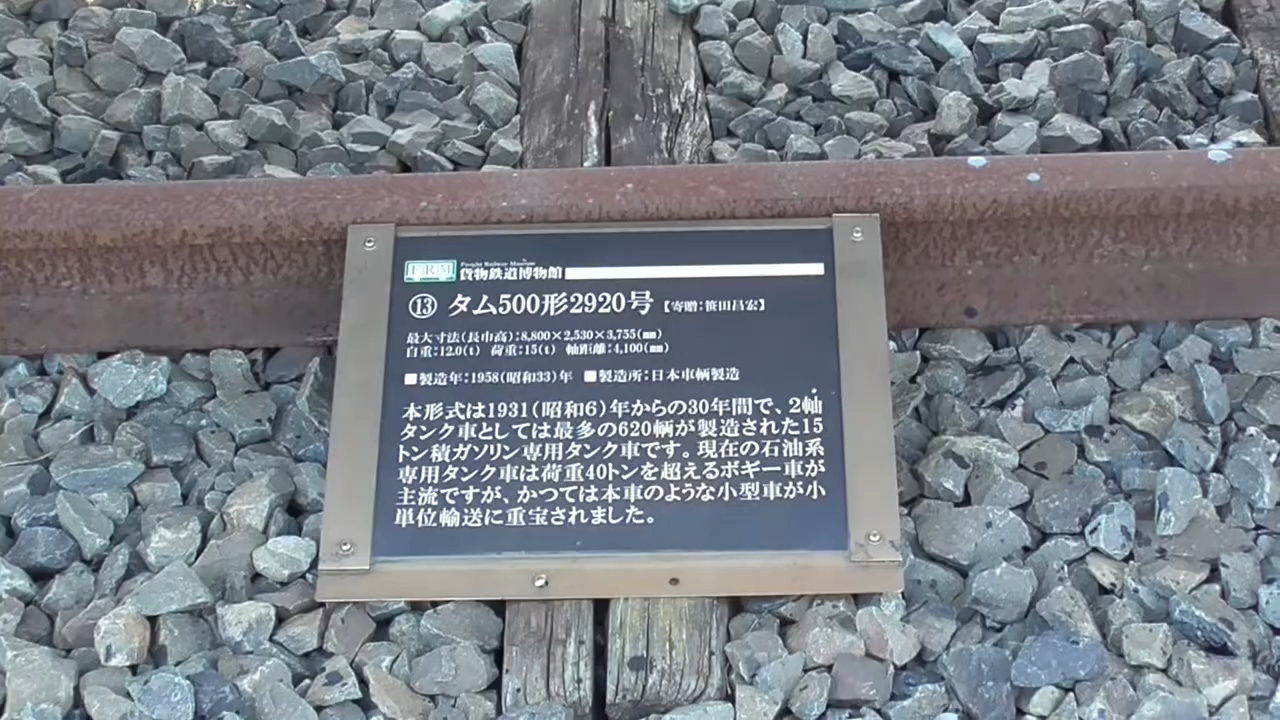 FRM
Freight Railway Museum
貨物鉄道博物館
⑬ タム500形2920号【寄贈：笹田昌宏】
最大寸法(長巾高)：8,800×2,530×3,755(㎜)
自重：12.0(t) 荷重：15(t) 軸距離：4,100(㎜)
■製造年：1958(昭和33)年 ■製造所：日本車輌製造
本形式は1931(昭和6)年からの30年間で、2軸
タンク車としては最多の620輌が製造された15
トン積ガソリン専用タンク車です。現在の石油系
専用タンク車は荷重40トンを超えるボギー車が
主流ですが、かつては本車のような小型車が小
単位輸送に重宝されました。